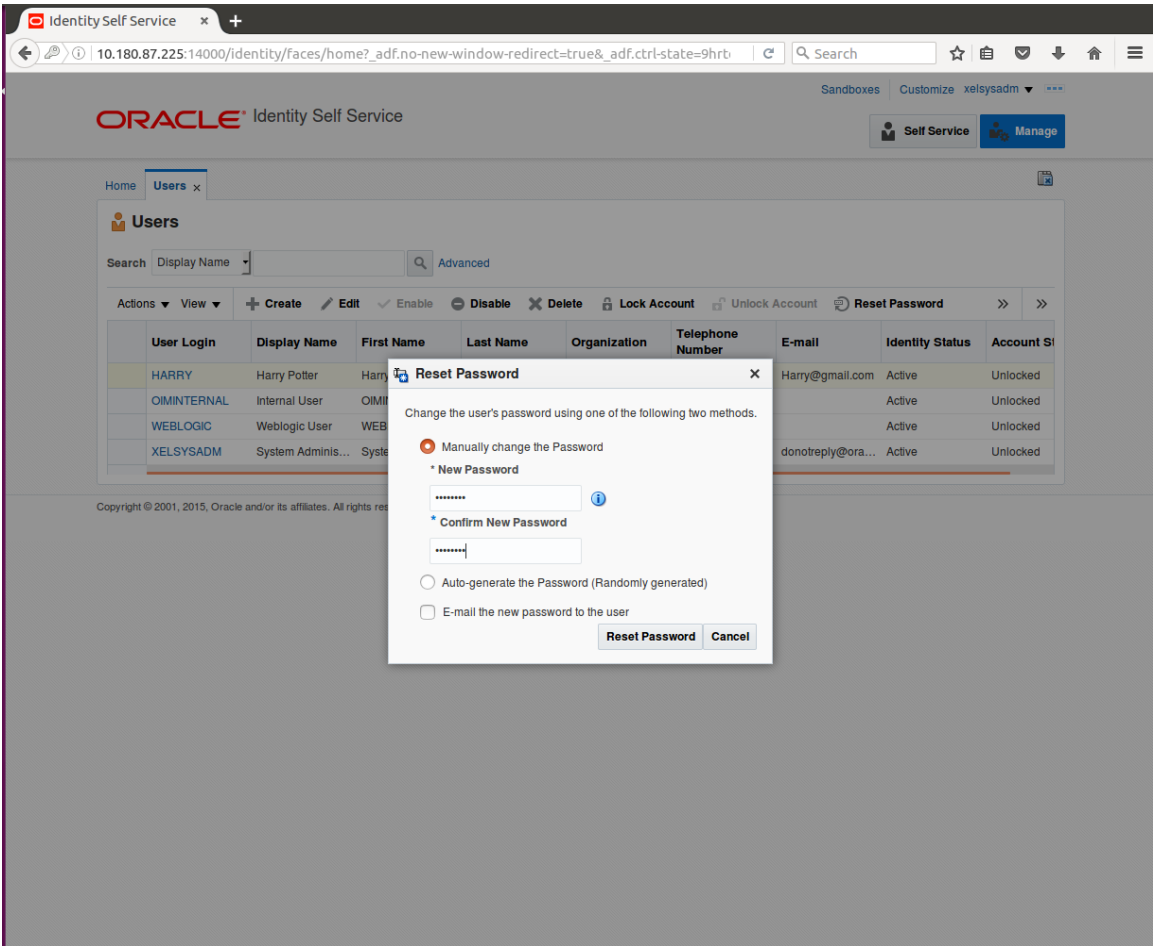 Identity Self Service × +
10.180.87.225:14000/identity/faces/home?_adf.no-new-window-redirect=true&_adf.ctrl-state=9hrt Search
Sandboxes Customize xelsysadm
ORACLE Identity Self Service
Self Service Manage
Home Users ×
Users
Search Display Name Advanced
Actions View Create Edit Enable Disable Delete Lock Account Unlock Account Reset Password » »
User Login Display Name First Name Last Name Organization Telephone Number E-mail Identity Status Account St
HARRY Harry Potter Harry Harry@gmail.com Active Unlocked
OIMINTERNAL Internal User OIMI Active Unlocked
WEBLOGIC Weblogic User WEB Active Unlocked
XELSYSADM System Adminis... Syste donotreply@ora... Active Unlocked
Copyright © 2001, 2015, Oracle and/or its affiliates. All rights res
Reset Password ×
Change the user's password using one of the following two methods.
Manually change the Password
* New Password
••••••••
* Confirm New Password
••••••••
Auto-generate the Password (Randomly generated)
E-mail the new password to the user
Reset Password Cancel